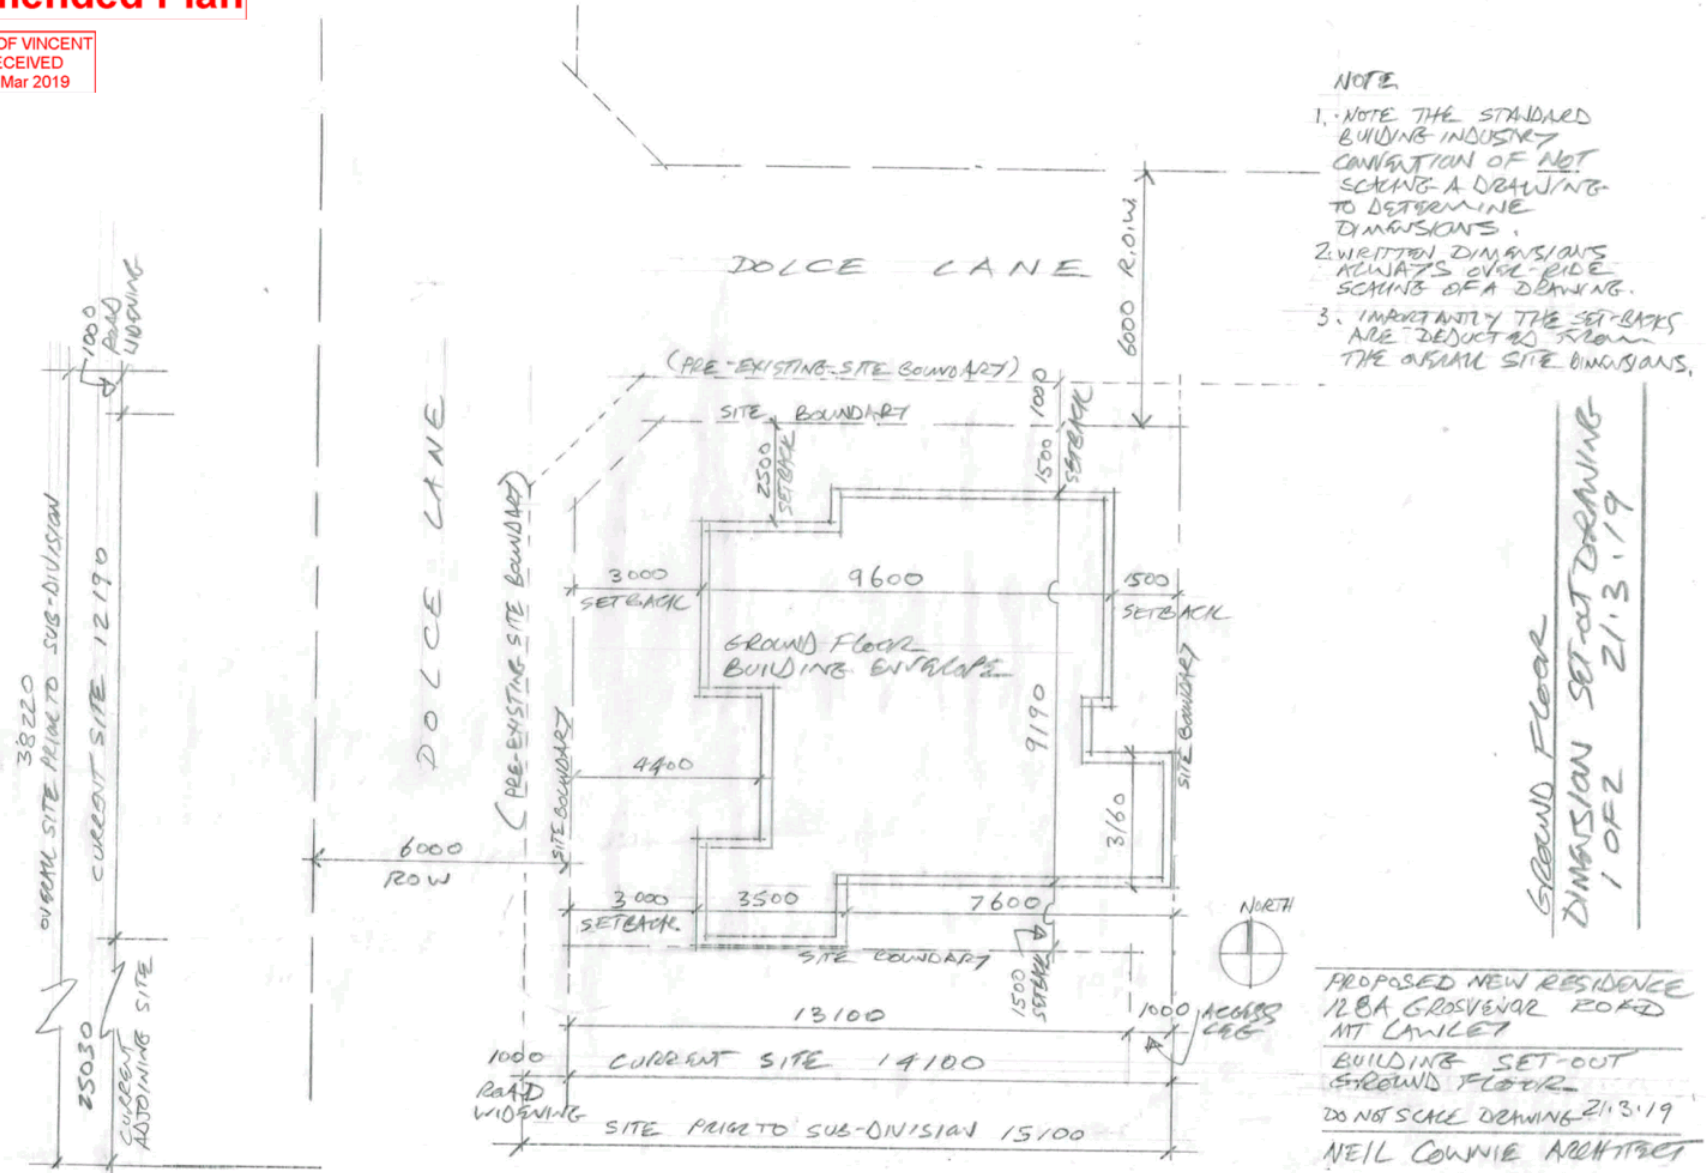 mended Plan
OF VINCENT
ECEIVED
Mar 2019
NOTE
1. NOTE THE STANDARD
BUILDING INDUSTRY
CONVENTION OF NOT
SCALING A DRAWING
TO DETERMINE
DIMENSIONS.
2. WRITTEN DIMENSIONS
ALWAYS OVER-RIDE
SCALING OF A DRAWING.
3. IMPORTANTLY THE SET-BACKS
ARE DEDUCTED FROM
THE OVERALL SITE DIMENSIONS.
DOLCE LANE
6000 R.O.W.
1000
ROAD
WIDENING
(PRE-EXISTING SITE BOUNDARY)
SITE BOUNDARY
1000
2500
SETBACK
1500
SETBACK
38220
OVERALL SITE PRIOR TO SUB-DIVISION
CURRENT SITE 12190
DOLCE LANE
(PRE-EXISTING SITE BOUNDARY)
SITE BOUNDARY
3000
SETBACK
9600
1500
SETBACK
GROUND FLOOR
BUILDING ENVELOPE
4400
9190
SITE BOUNDARY
3160
6000
ROW
3000
SETBACK.
3500
7600
SITE BOUNDARY
1500
SETBACK
NORTH
25030
CURRENT
ADJOINING SITE
13100
1000
ACCESS
LEG
1000
ROAD
WIDENING
CURRENT SITE 14100
SITE PRIOR TO SUB-DIVISION 15100
GROUND FLOOR
DIMENSION SET-OUT DRAWING
1 OF 2 21.3.19
PROPOSED NEW RESIDENCE
128A GROSVENOR ROAD
MT LAWLEY
BUILDING SET-OUT
GROUND FLOOR
DO NOT SCALE DRAWING 21.3.19
NEIL COWNIE ARCHITECT